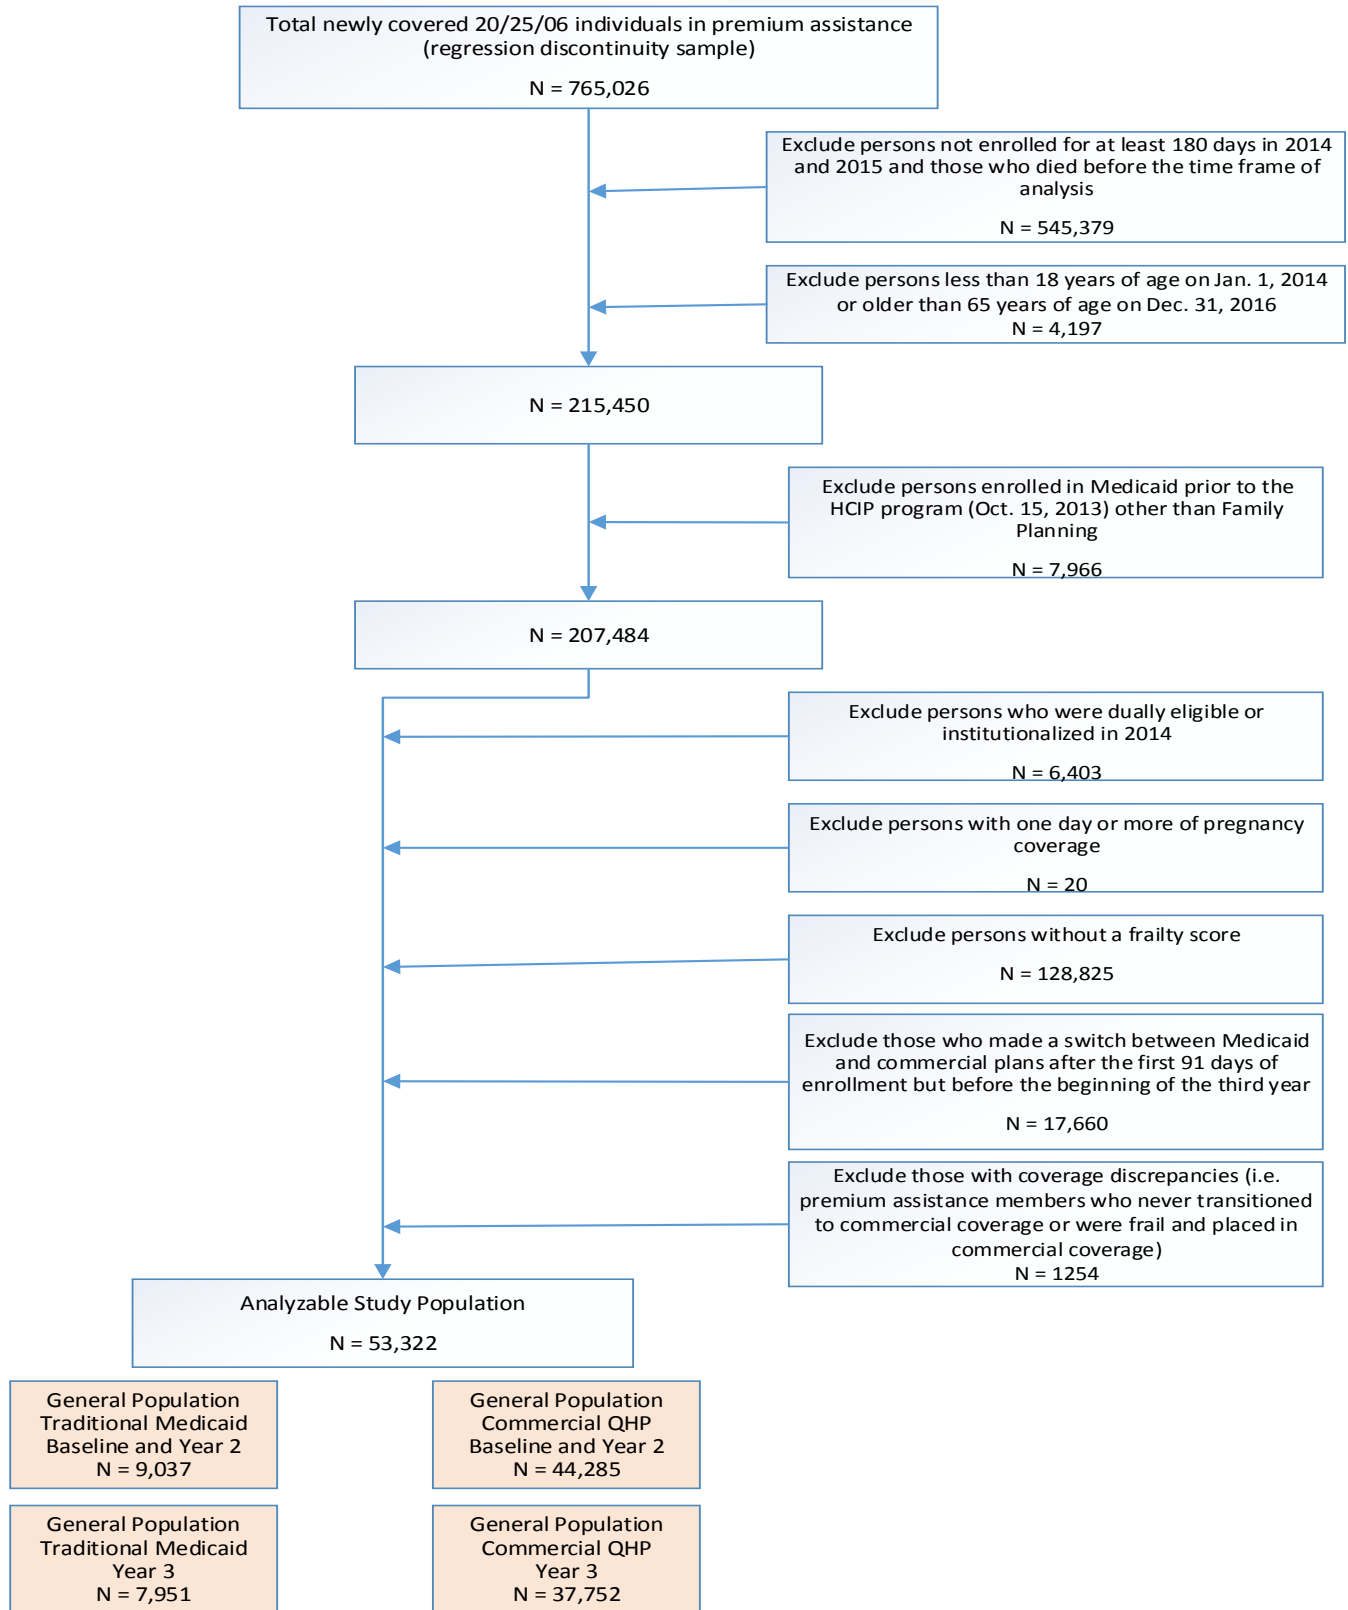 Total newly covered 20/25/06 individuals in premium assistance
(regression discontinuity sample)
N = 765,026
Exclude persons not enrolled for at least 180 days in 2014
and 2015 and those who died before the time frame of
analysis
N = 545,379
Exclude persons less than 18 years of age on Jan. 1, 2014
or older than 65 years of age on Dec. 31, 2016
N = 4,197
N = 215,450
Exclude persons enrolled in Medicaid prior to the
HCIP program (Oct. 15, 2013) other than Family
Planning
N = 7,966
N = 207,484
Exclude persons who were dually eligible or
institutionalized in 2014
N = 6,403
Exclude persons with one day or more of pregnancy
coverage
N = 20
Exclude persons without a frailty score
N = 128,825
Exclude those who made a switch between Medicaid
and commercial plans after the first 91 days of
enrollment but before the beginning of the third year
N = 17,660
Exclude those with coverage discrepancies (i.e.
premium assistance members who never transitioned
to commercial coverage or were frail and placed in
commercial coverage)
N = 1254
Analyzable Study Population
N = 53,322
General Population
Traditional Medicaid
Baseline and Year 2
N = 9,037
General Population
Commercial QHP
Baseline and Year 2
N = 44,285
General Population
Traditional Medicaid
Year 3
N = 7,951
General Population
Commercial QHP
Year 3
N = 37,752